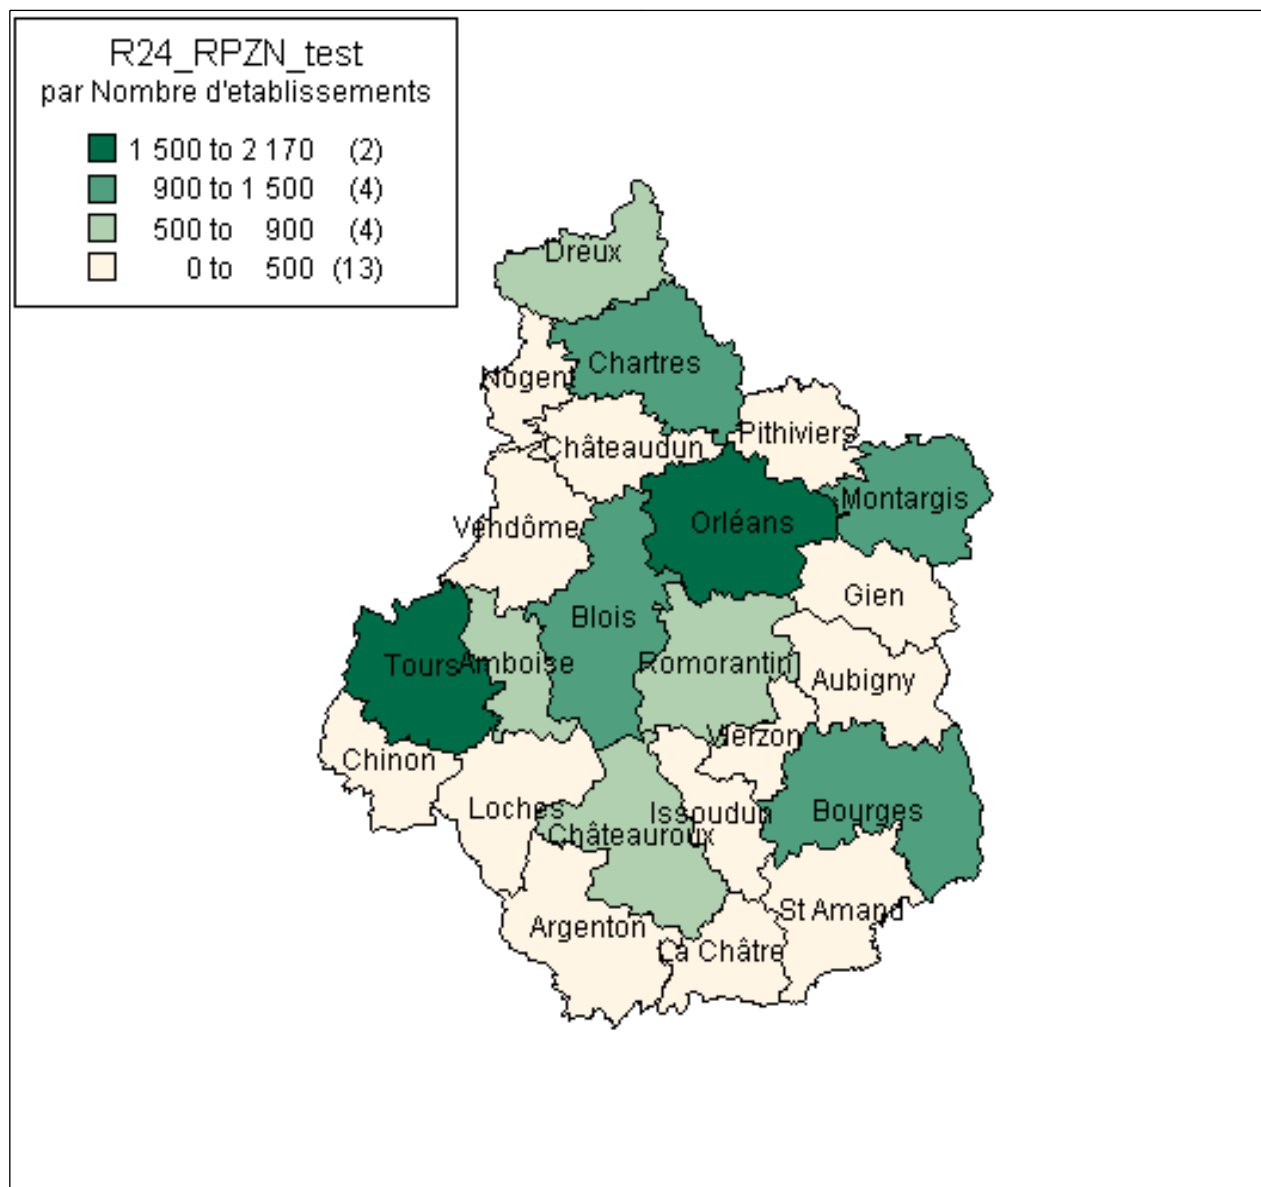 R24_RPZN_test
par Nombre d'etablissements
1 500 to 2 170 (2)
900 to 1 500 (4)
500 to 900 (4)
0 to 500 (13)
Dreux
Chartres
Nogent
Châteaudun
Pithiviers
Montargis
Orléans
Vendôme
Gien
Blois
Tours
Amboise
Romorantin
Aubigny
Vierzon
Chinon
Loches
Issoudun
Bourges
Châteauroux
St Amand
Argenton
La Châtre